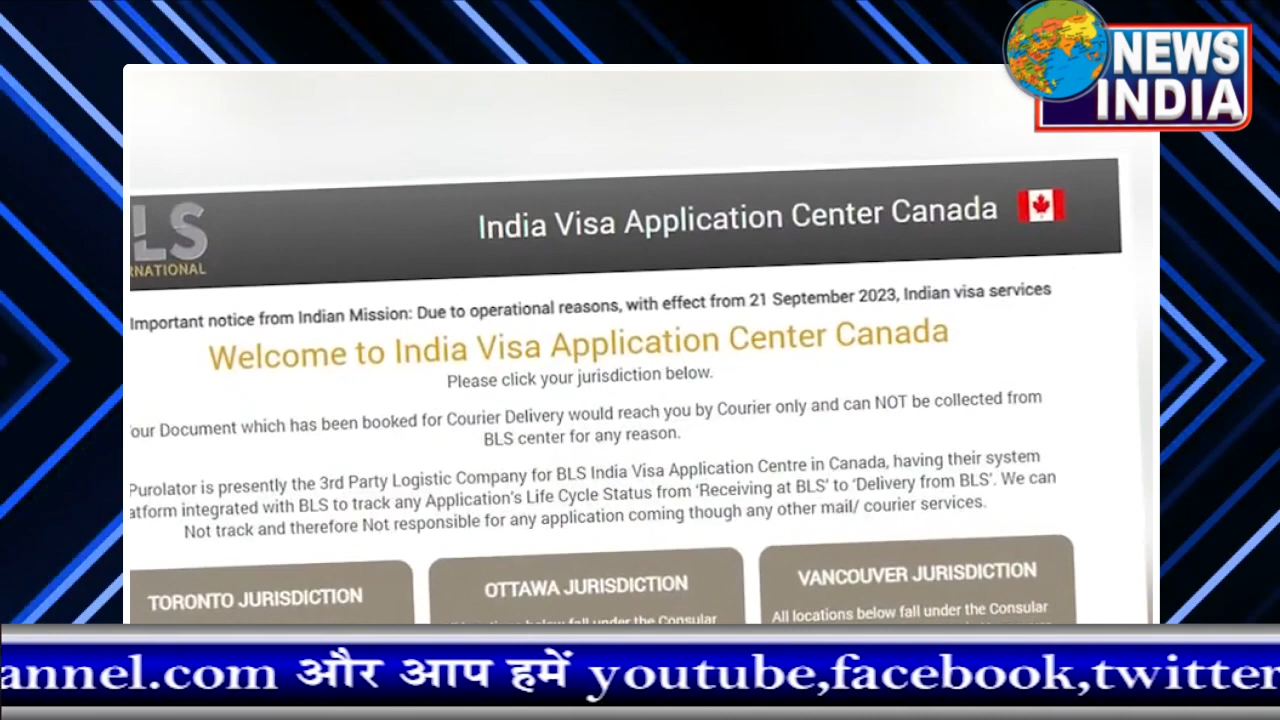 NEWS
INDIA
BLS
India Visa Application Center Canada
Important notice from Indian Mission: Due to operational reasons, with effect from 21 September 2023, Indian visa services
Welcome to India Visa Application Center Canada
Please click your jurisdiction below.
our Document which has been booked for Courier Delivery would reach you by Courier only and can NOT be collected from
BLS center for any reason.
Purolator is presently the 3rd Party Logistic Company for BLS India Visa Application Centre in Canada, having their system
atform integrated with BLS to track any Application's Life Cycle Status from 'Receiving at BLS' to 'Delivery from BLS'. We can
Not track and therefore Not responsible for any application coming though any other mail/ courier services.
TORONTO JURISDICTION
OTTAWA JURISDICTION
VANCOUVER JURISDICTION
below fall under the Consular
All locations below fall under the Consular
annel.com और आप हमें youtube,facebook,twitter